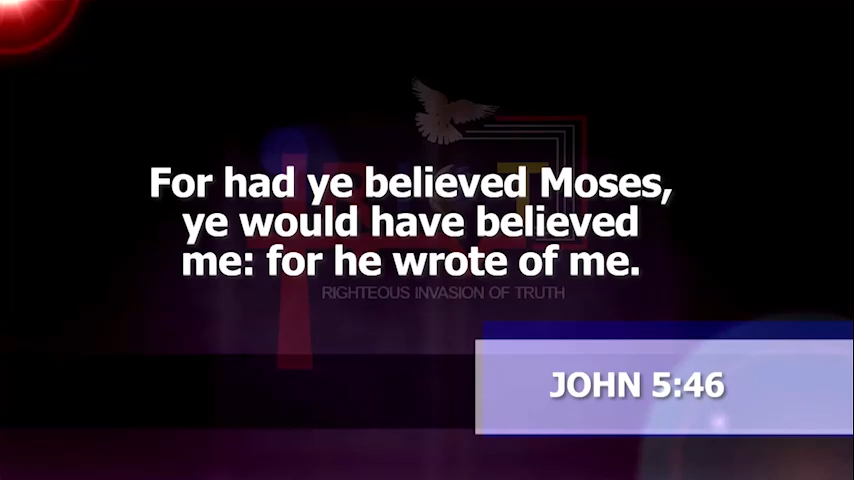 For had ye believed Moses,
ye would have believed
me: for he wrote of me.
RIGHTEOUS INVASION OF TRUTH
JOHN 5:46